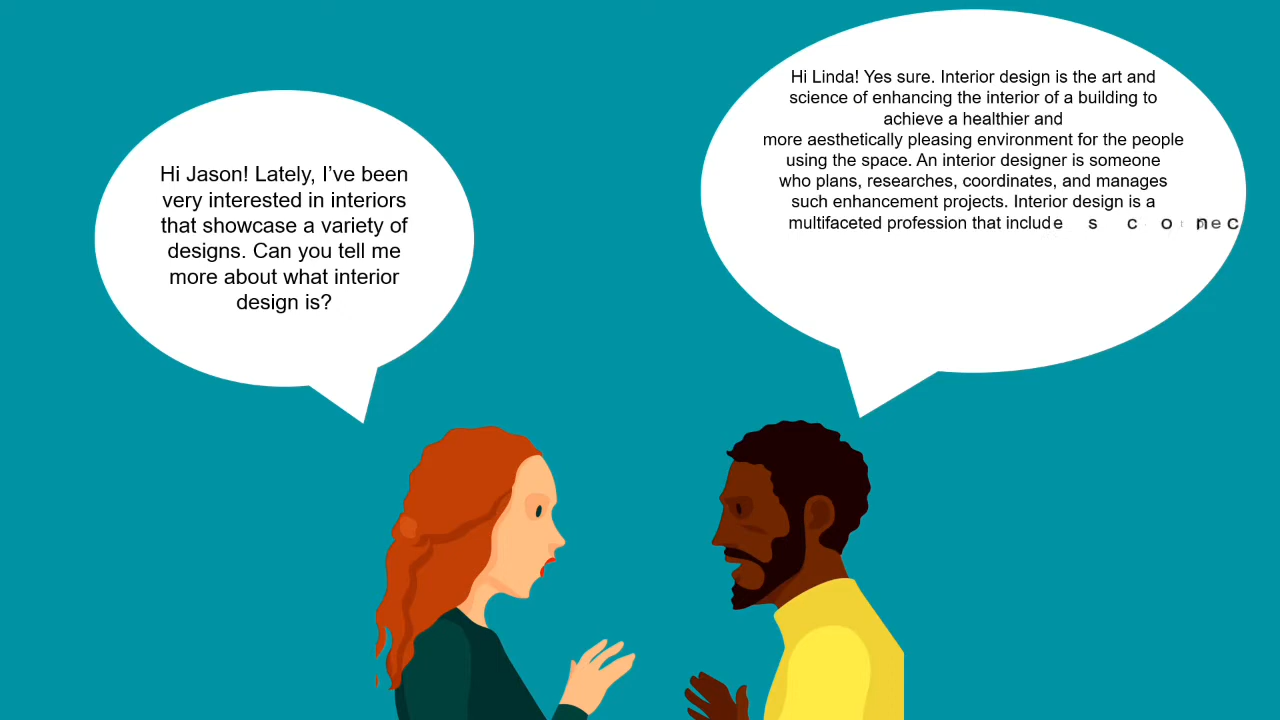 Hi Jason! Lately, I’ve been
very interested in interiors
that showcase a variety of
designs. Can you tell me
more about what interior
design is?
Hi Linda! Yes sure. Interior design is the art and
science of enhancing the interior of a building to
achieve a healthier and
more aesthetically pleasing environment for the people
using the space. An interior designer is someone
who plans, researches, coordinates, and manages
such enhancement projects. Interior design is a
multifaceted profession that includes